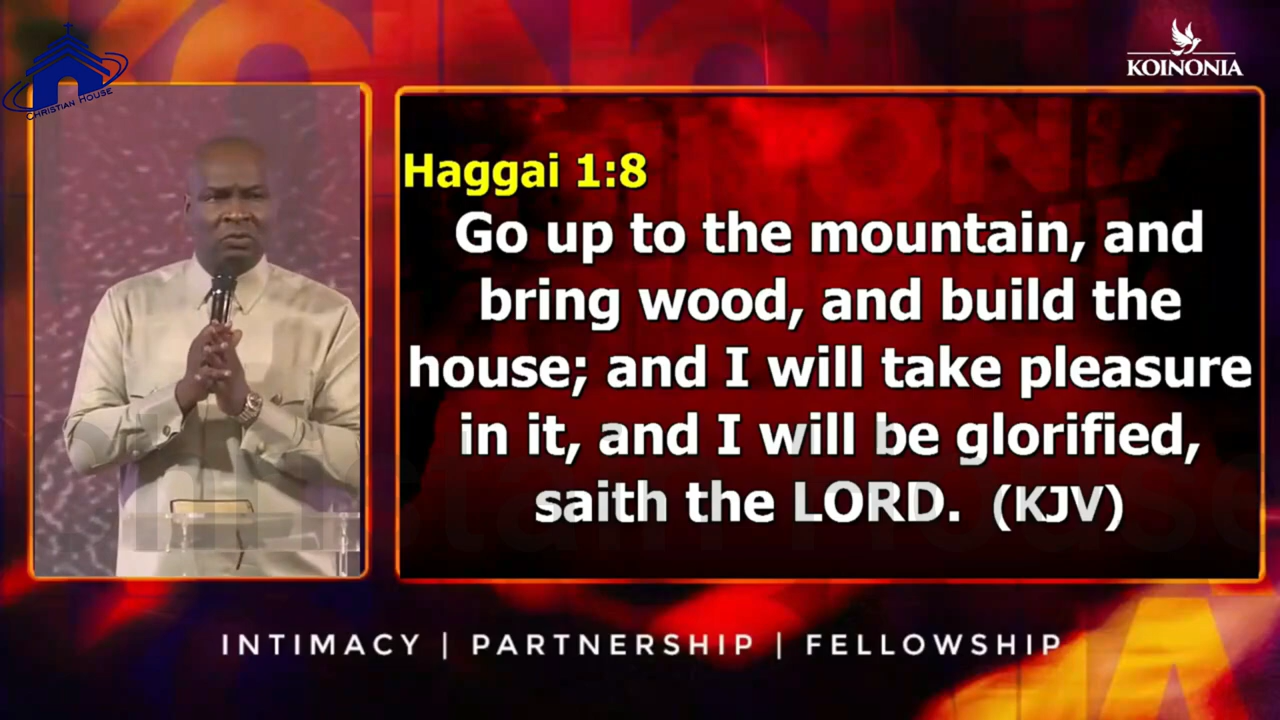 CHRISTIAN HOUSE
KOINONIA
Haggai 1:8
Go up to the mountain, and
bring wood, and build the
house; and I will take pleasure
in it, and I will be glorified,
saith the LORD. (KJV)
INTIMACY | PARTNERSHIP | FELLOWSHIP